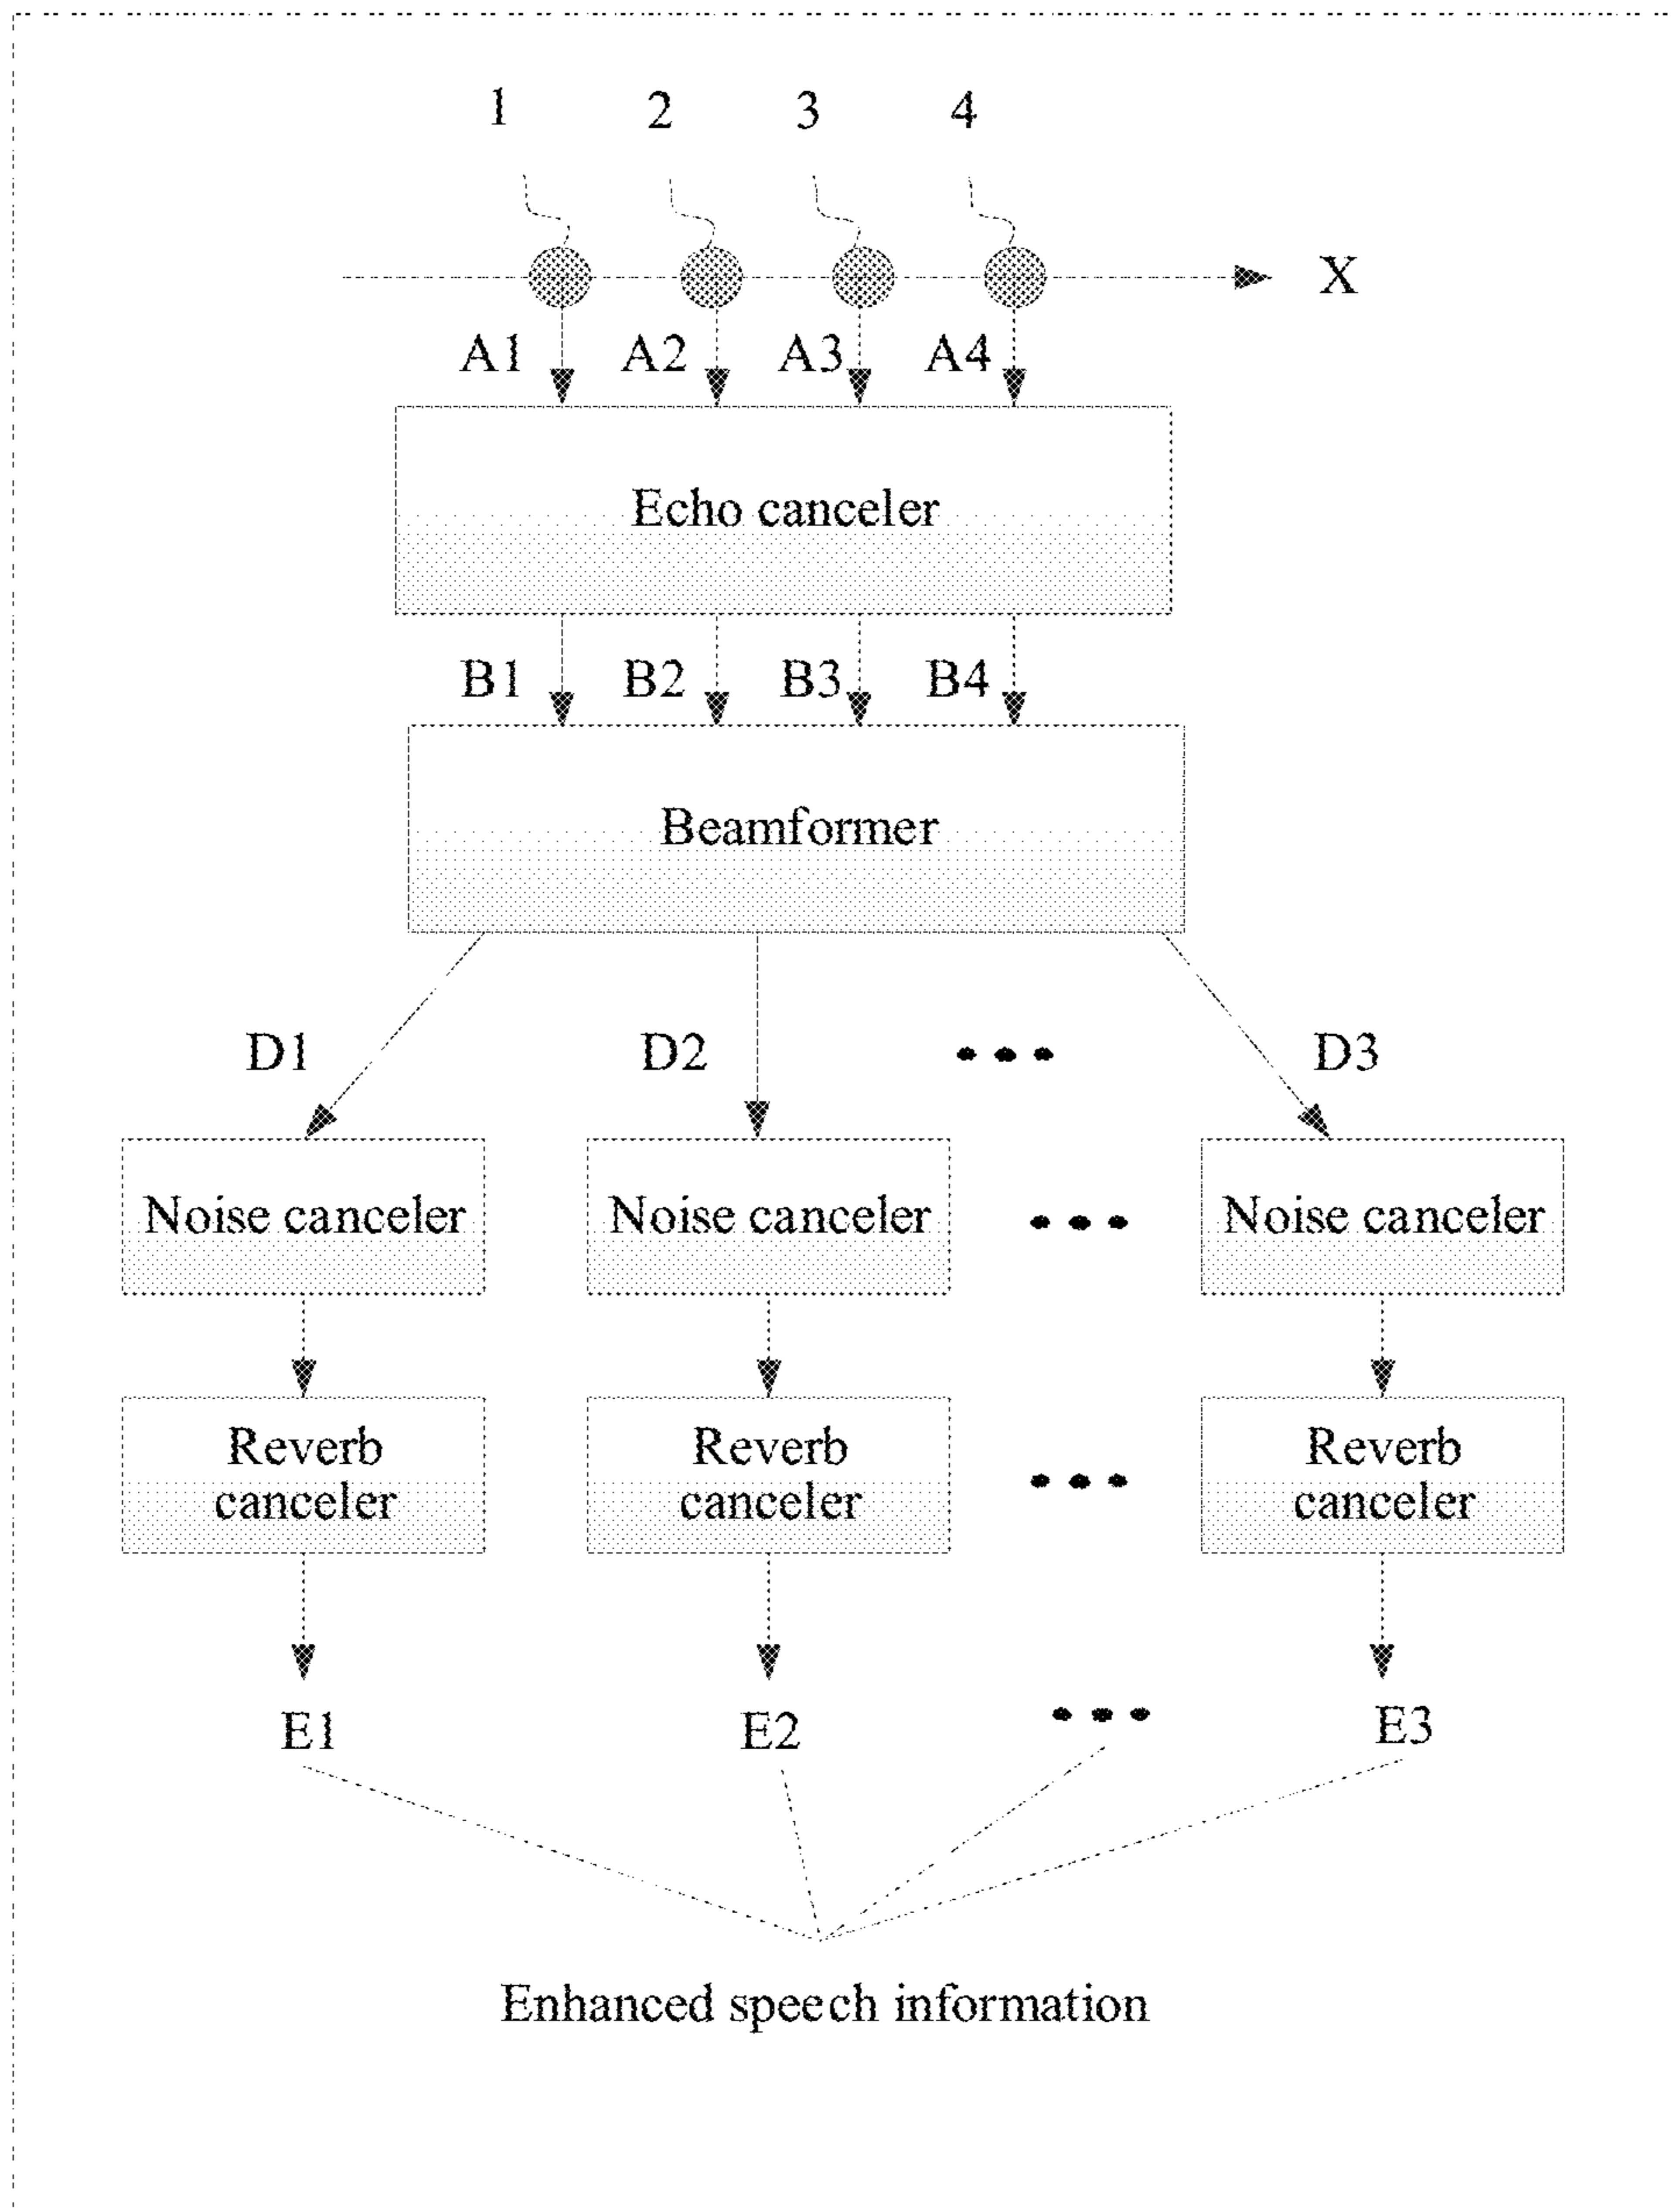 1 2 3 4
X
A1 A2 A3 A4
Echo canceler
B1 B2 B3 B4
Beamformer
D1 D2 ••• D3
Noise canceler Noise canceler ••• Noise canceler
Reverb canceler Reverb canceler ••• Reverb canceler
E1 E2 ••• E3
Enhanced speech information